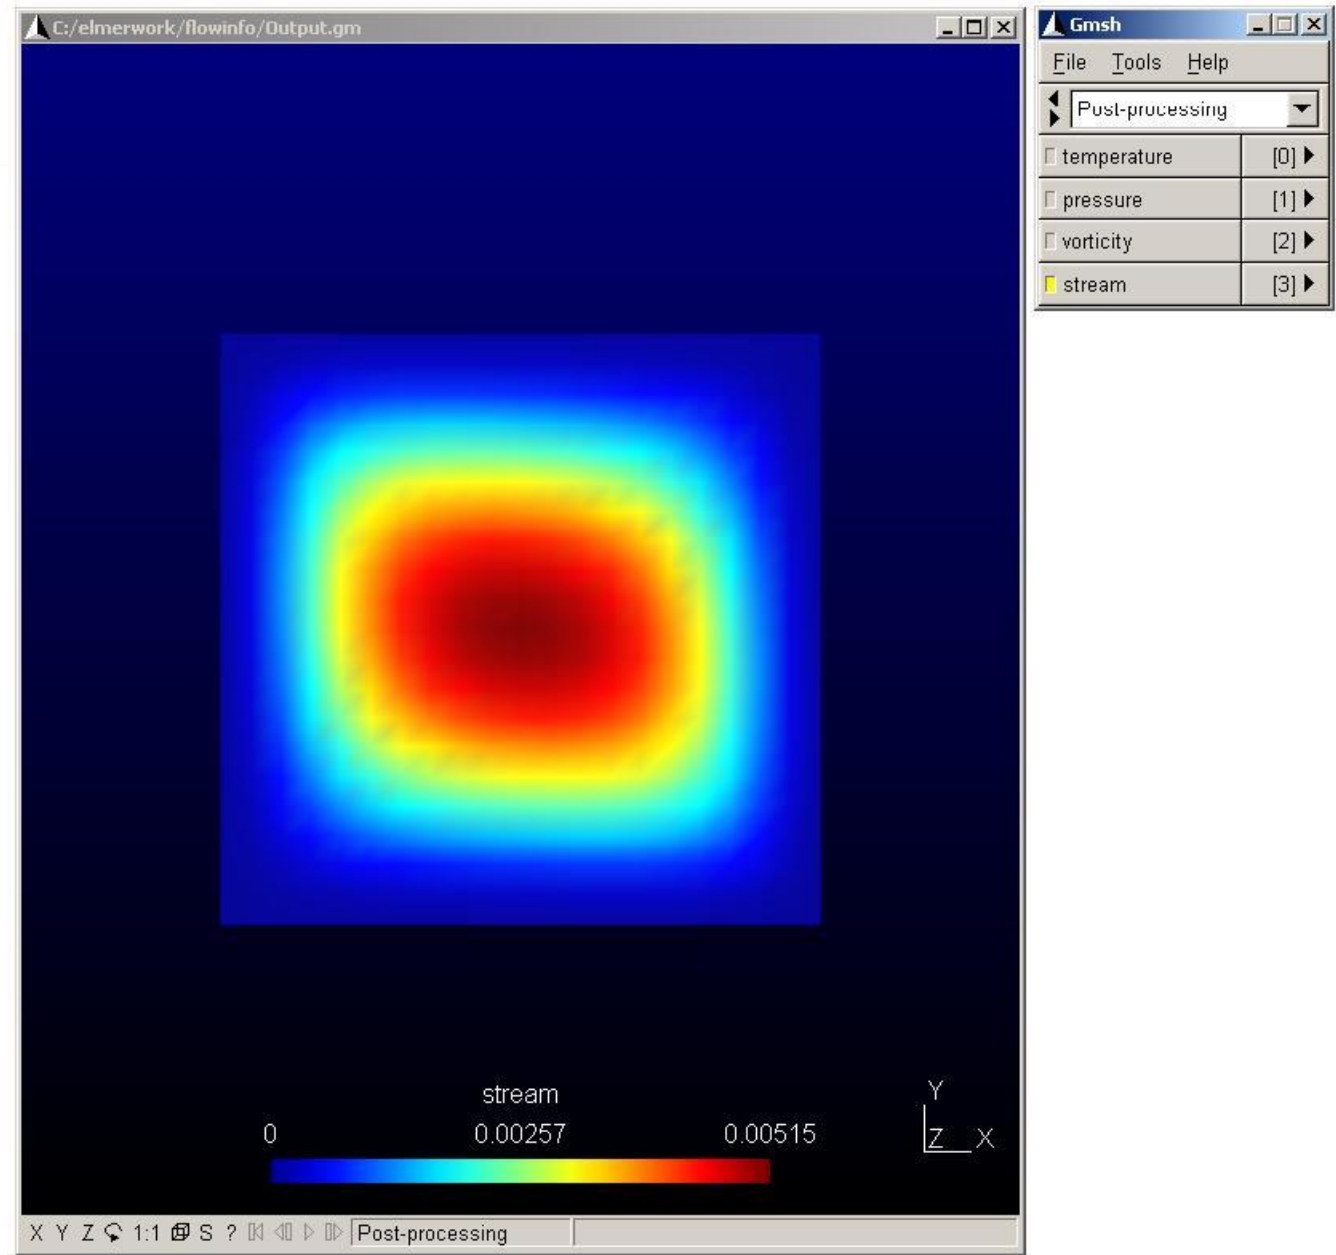 C:/elmerwork/flowinfo/Output.gm
Gmsh
File Tools Help
Post-processing
temperature [0]
pressure [1]
vorticity [2]
stream [3]
stream
0 0.00257 0.00515
Y
Z X
X Y Z 1:1 S ? Post-processing